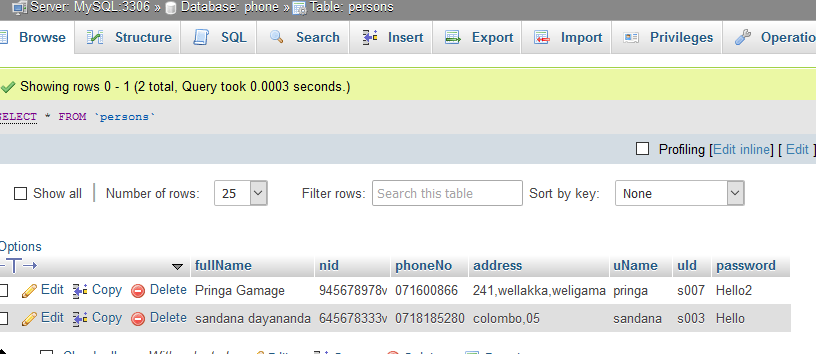 Server: MySQL:3306 » Database: phone » Table: persons
Browse Structure SQL Search Insert Export Import Privileges Operatio
Showing rows 0 - 1 (2 total, Query took 0.0003 seconds.)
SELECT * FROM `persons`
Profiling [Edit inline] [ Edit ]
Show all Number of rows: 25 Filter rows: Search this table Sort by key: None
Options
←T→ fullName nid phoneNo address uName uId password
Edit Copy Delete Pringa Gamage 945678978v 071600866 241,wellakka,weligama pringa s007 Hello2
Edit Copy Delete sandana dayananda 645678333v 0718185280 colombo,05 sandana s003 Hello